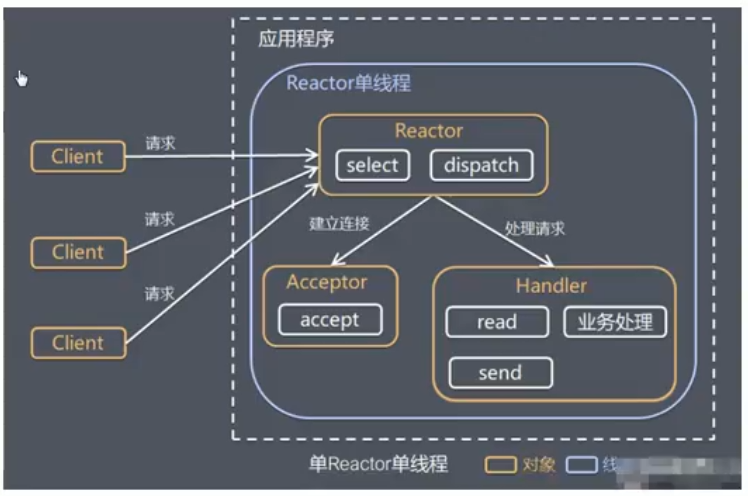 应用程序
Reactor单线程
Reactor
select
dispatch
Client
请求
Client
请求
Client
请求
建立连接
处理请求
Acceptor
accept
Handler
read
业务处理
send
单Reactor单线程
对象
线